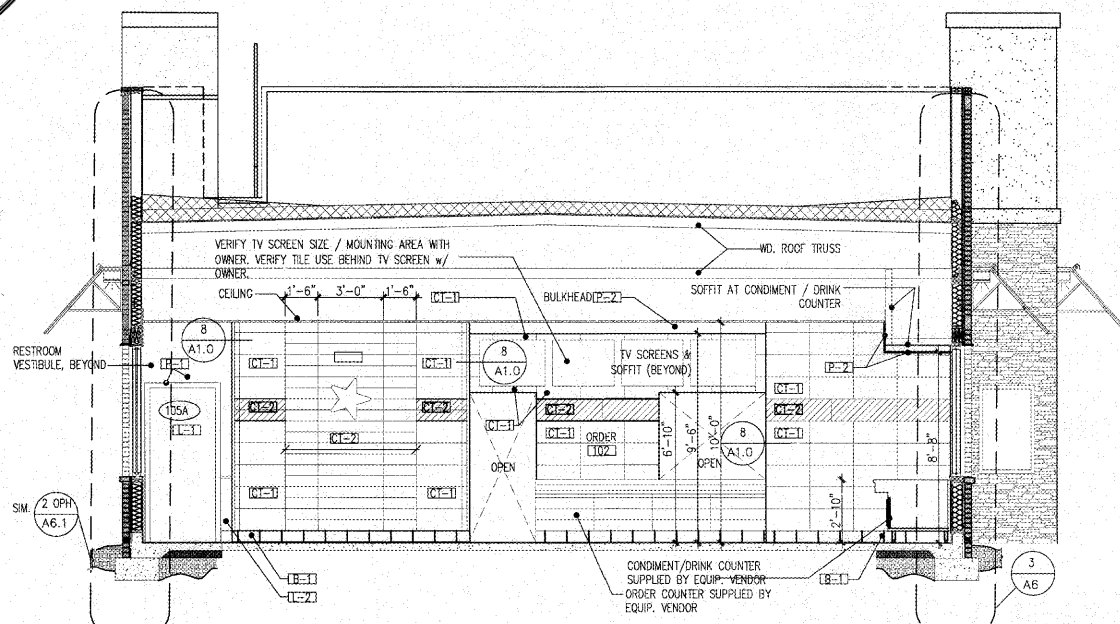 VERIFY TV SCREEN SIZE / MOUNTING AREA WITH
OWNER. VERIFY TILE USE BEHIND TV SCREEN w/
OWNER.
WD. ROOF TRUSS
SOFFIT AT CONDIMENT / DRINK
COUNTER
CEILING
1'-6"
3'-0"
1'-6"
CT-1
BULKHEAD
P-2
8
A1.0
RESTROOM
VESTIBULE, BEYOND
P-1
CT-1
CT-1
8
A1.0
TV SCREENS &
SOFFIT (BEYOND)
P-2
CT-1
105A
L-1
CT-2
CT-2
CT-2
CT-2
CT-1
CT-1
CT-1
CT-2
ORDER
102
OPEN
6'-10"
9'-6"
10'-0"
8
A1.0
OPEN
8'-8"
CT-1
CT-1
2'-10"
SIM.
2 OPH
A6.1
B-1
L-2
CONDIMENT/DRINK COUNTER
SUPPLIED BY EQUIP. VENDOR
ORDER COUNTER SUPPLIED BY
EQUIP. VENDOR
B-1
3
A6